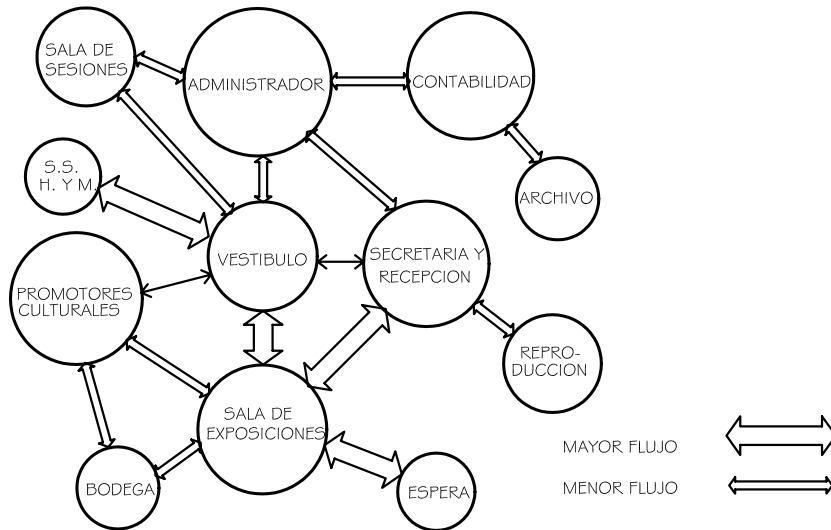 SALA DE
SESIONES
ADMINISTRADOR
CONTABILIDAD
S.S.
H. Y M.
ARCHIVO
VESTIBULO
SECRETARIA Y
RECEPCION
PROMOTORES
CULTURALES
REPRO-
DUCCION
SALA DE
EXPOSICIONES
BODEGA
ESPERA
MAYOR FLUJO
MENOR FLUJO